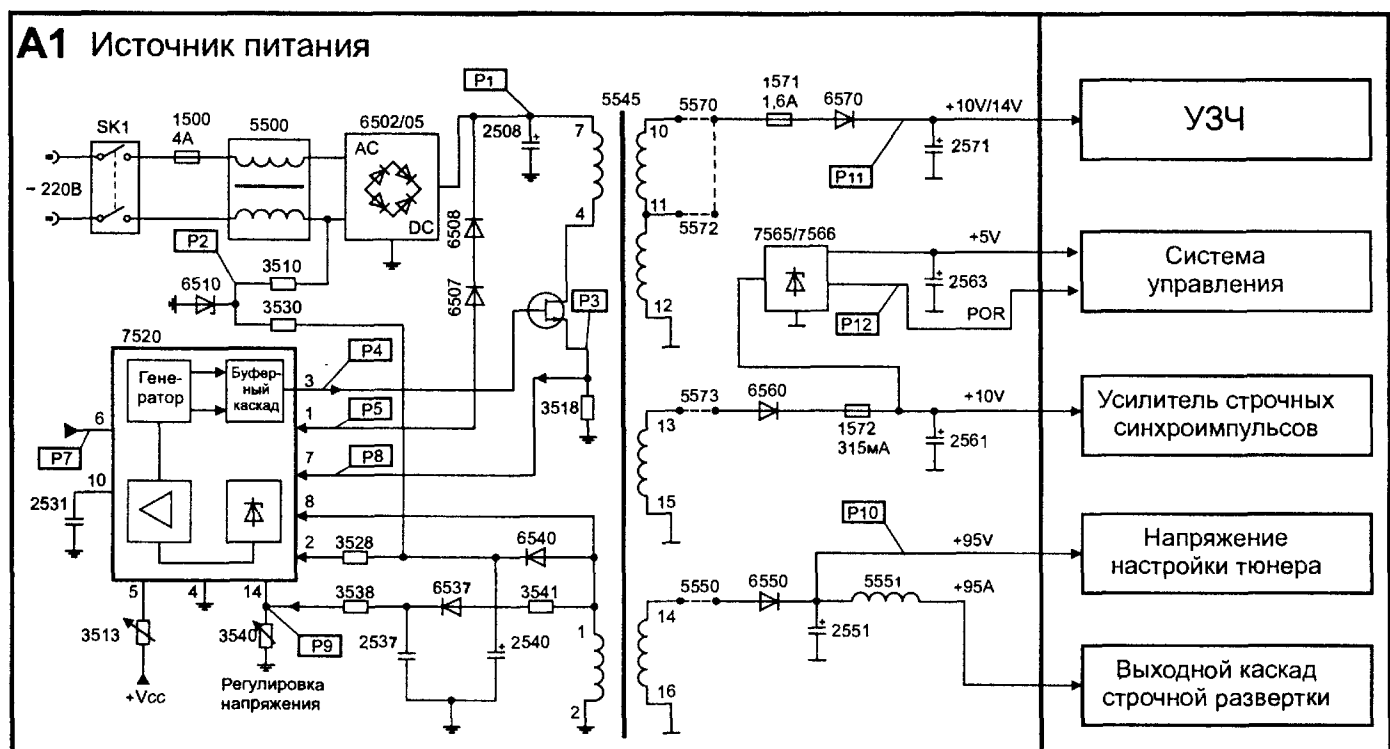 A1 Источник питания
P1
1571
1,6A
5545
5570
6570
+10V/14V
УЗЧ
SK1
1500
4A
5500
6502/05
AC
DC
2508
7
4
10
11
12
5572
P11
2571
~ 220В
6508
6507
P2
3510
6510
3530
7565/7566
+5V
2563
Система
управления
P12
POR
P3
7520
Гене-
ратор
Буфер-
ный
каскад
3
P4
1
P5
3518
6
P7
7
P8
10
2531
8
2
3528
6540
5
4
14
3538
6537
3541
3513
3540
P9
2537
2540
1
2
+Vcc
Регулировка
напряжения
13
15
5573
6560
1572
315мА
+10V
2561
Усилитель строчных
синхроимпульсов
P10
+95V
Напряжение
настройки тюнера
14
16
5550
6550
5551
+95A
2551
Выходной каскад
строчной развертки